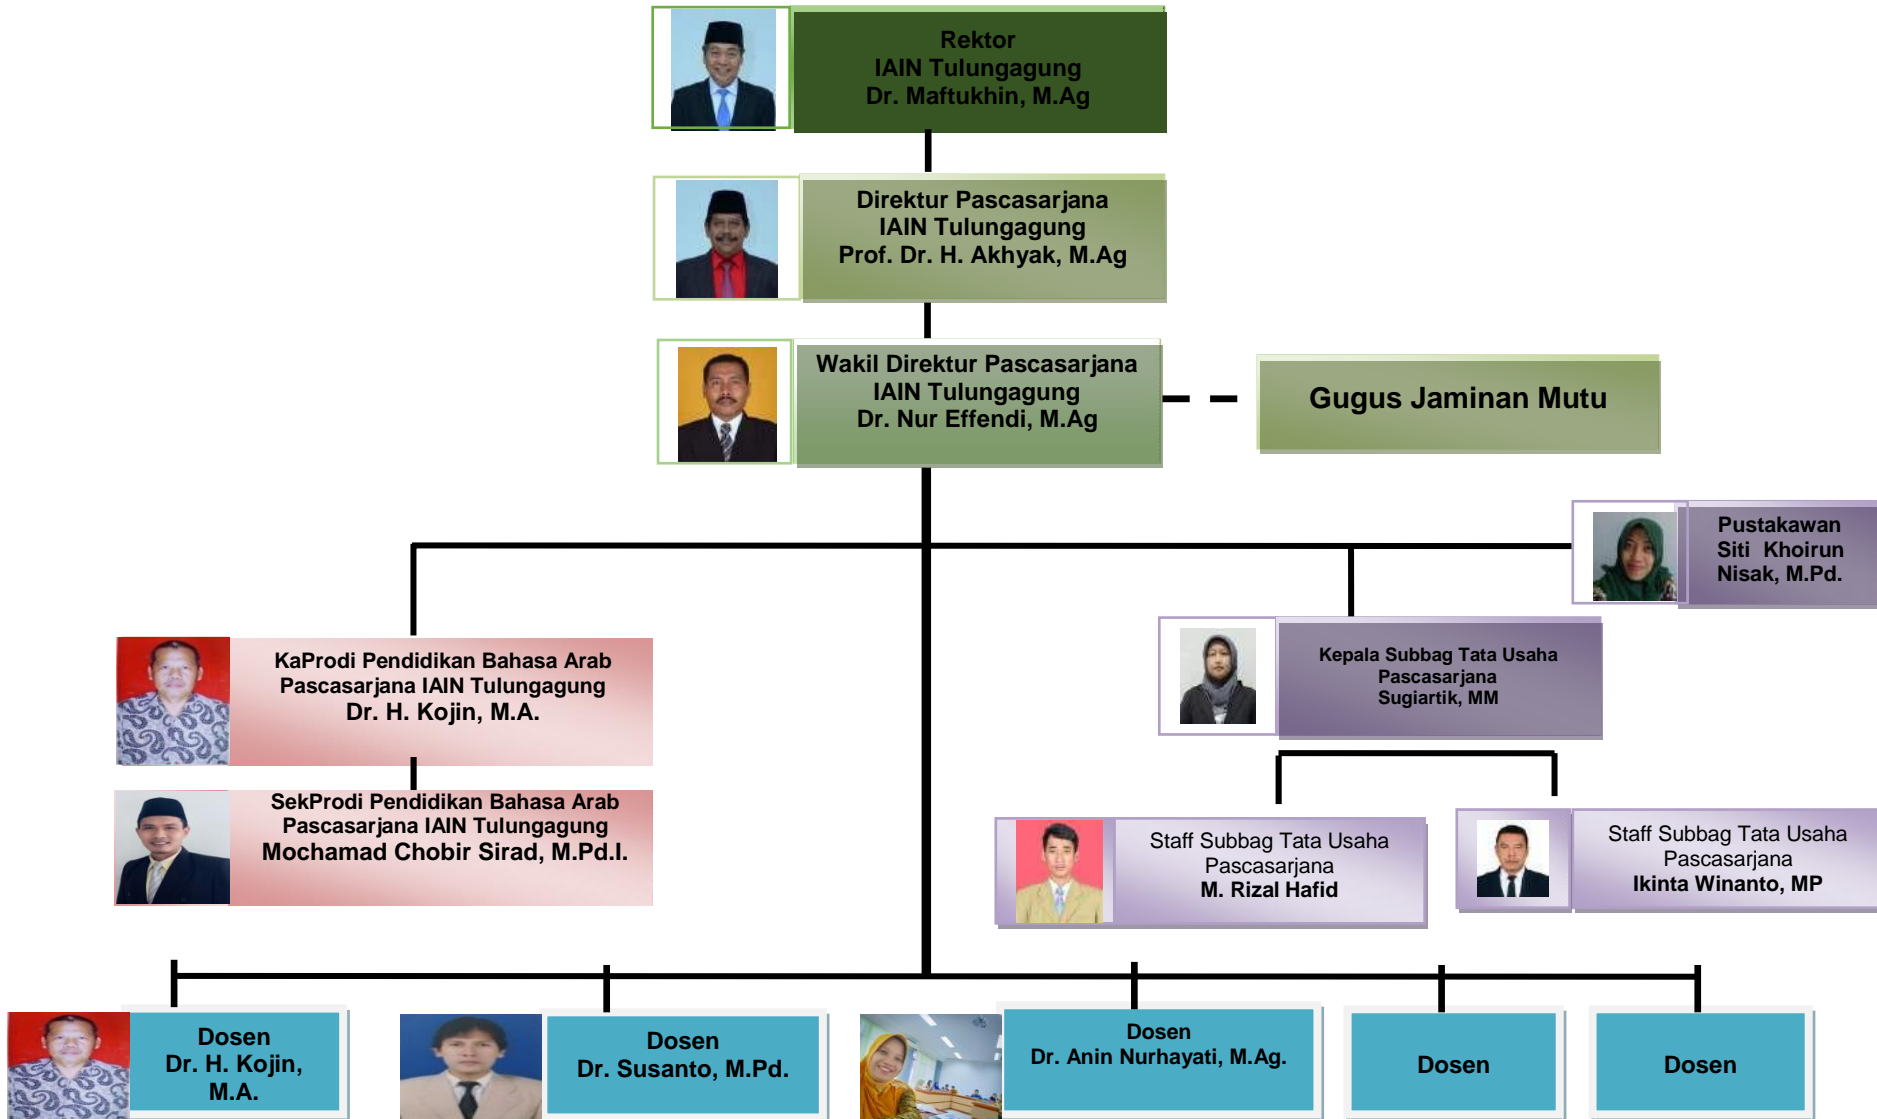 Rektor
IAIN Tulungagung
Dr. Maftukhin, M.Ag
Direktur Pascasarjana
IAIN Tulungagung
Prof. Dr. H. Akhyak, M.Ag
Wakil Direktur Pascasarjana
IAIN Tulungagung
Dr. Nur Effendi, M.Ag
Gugus Jaminan Mutu
Pustakawan
Siti Khoirun
Nisak, M.Pd.
KaProdi Pendidikan Bahasa Arab
Pascasarjana IAIN Tulungagung
Dr. H. Kojin, M.A.
Kepala Subbag Tata Usaha
Pascasarjana
Sugiartik, MM
SekProdi Pendidikan Bahasa Arab
Pascasarjana IAIN Tulungagung
Mochamad Chobir Sirad, M.Pd.I.
Staff Subbag Tata Usaha
Pascasarjana
M. Rizal Hafid
Staff Subbag Tata Usaha
Pascasarjana
Ikinta Winanto, MP
Dosen
Dr. H. Kojin,
M.A.
Dosen
Dr. Susanto, M.Pd.
Dosen
Dr. Anin Nurhayati, M.Ag.
Dosen
Dosen